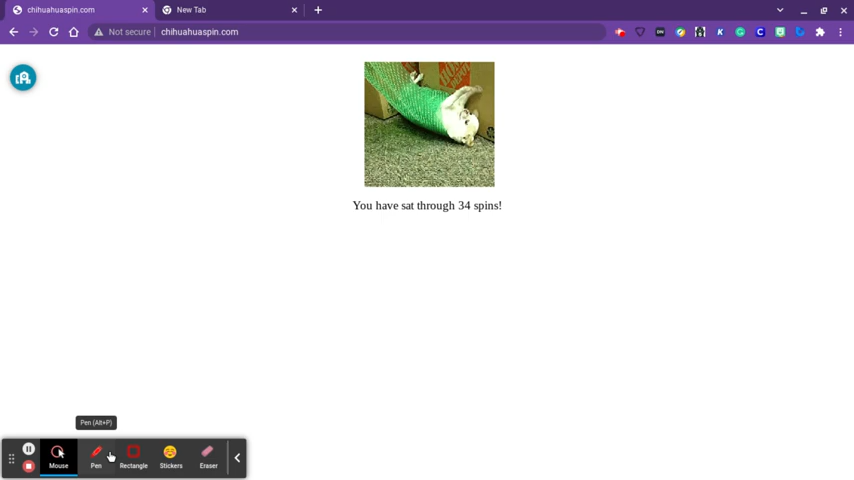 chihuahuaspin.com
New Tab
Not secure
chihuahuaspin.com
You have sat through 34 spins!
Pen (Alt+P)
Mouse
Pen
Rectangle
Stickers
Eraser